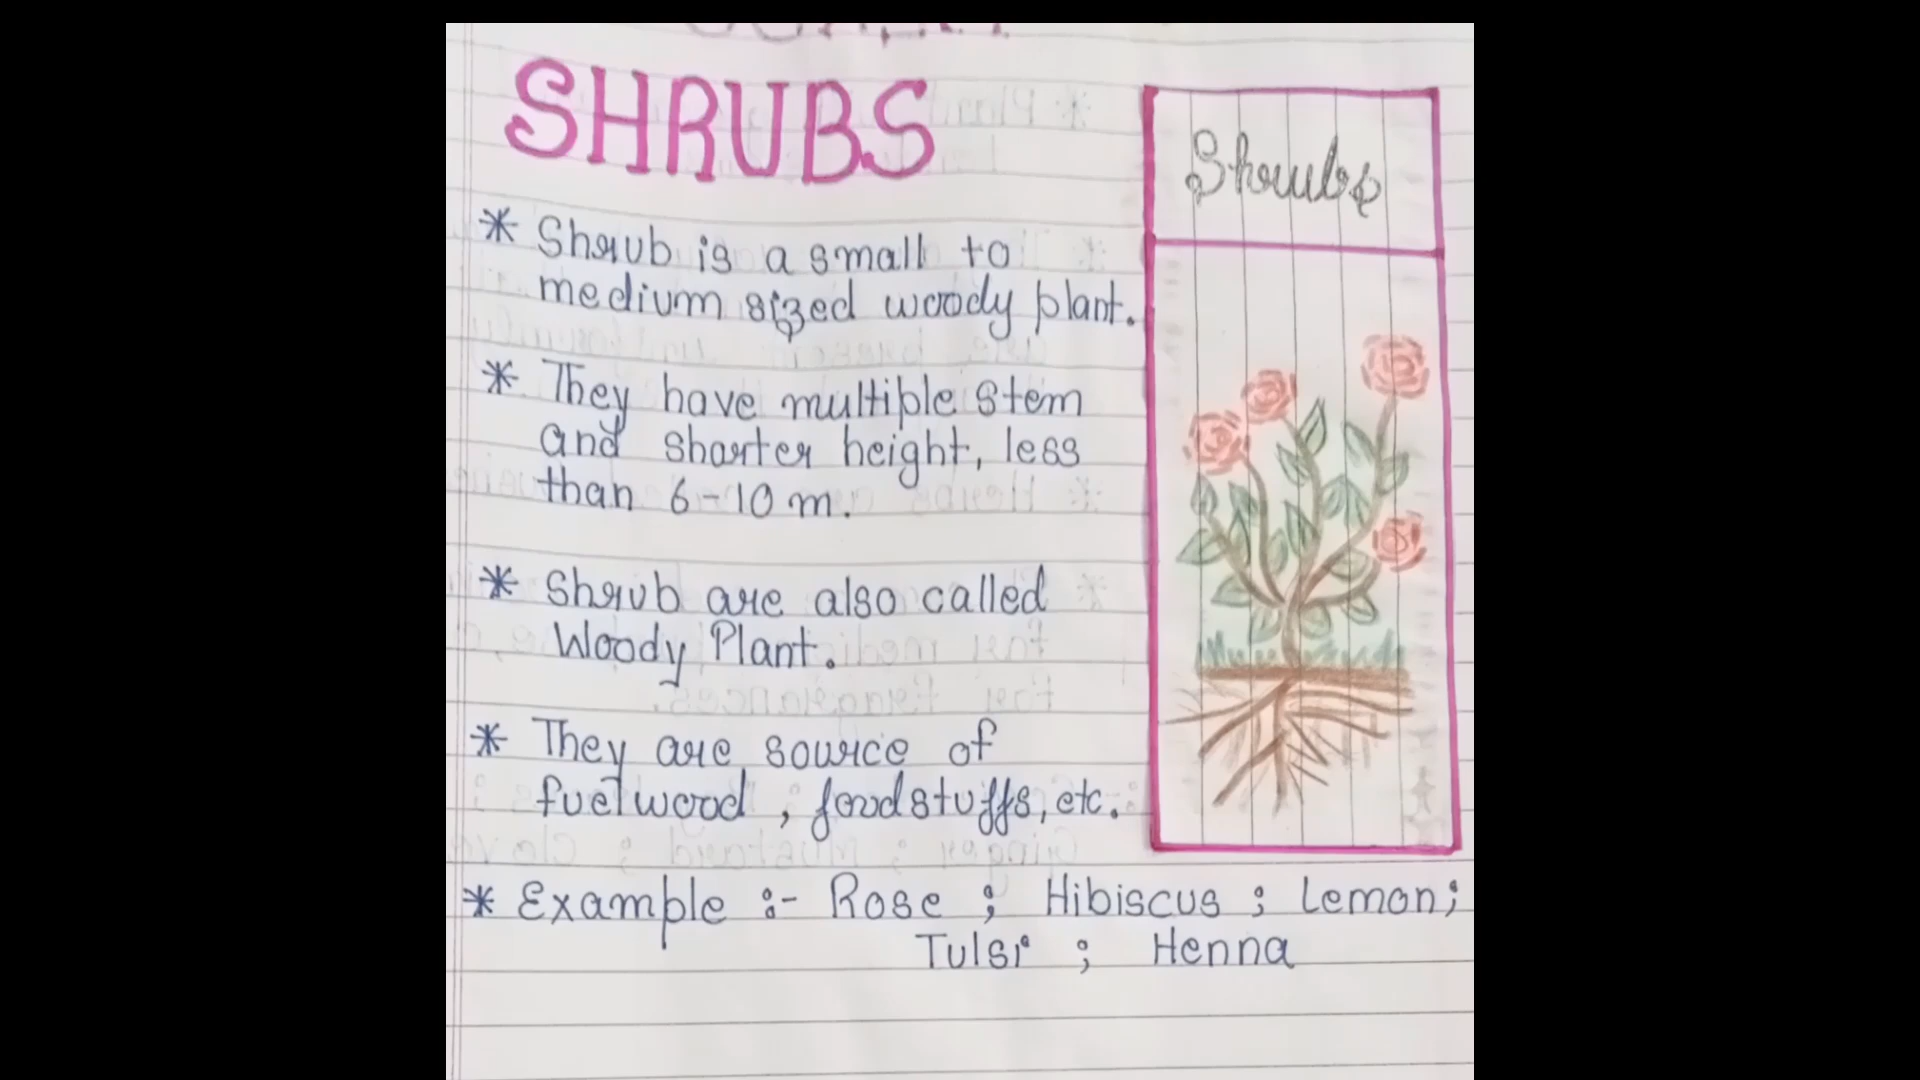 SHRUBS
Shrubs
* Shrub is a small to
medium sized woody plant.
* They have multiple stem
and shorter height, less
than 6-10 m.
* Shrub are also called
Woody Plant.
* They are source of
fuelwood, foodstuffs, etc.
* Example :- Rose ; Hibiscus ; Lemon;
Tulsi ; Henna